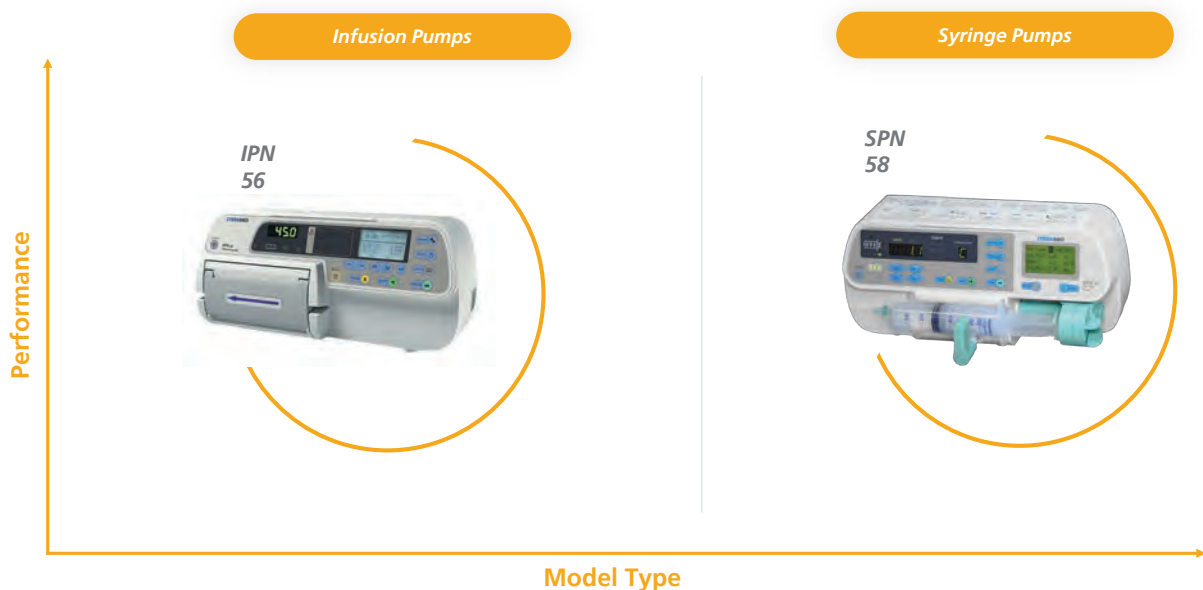 Infusion Pumps
Syringe Pumps
IPN
56
SPN
58
45.0
Performance
Model Type